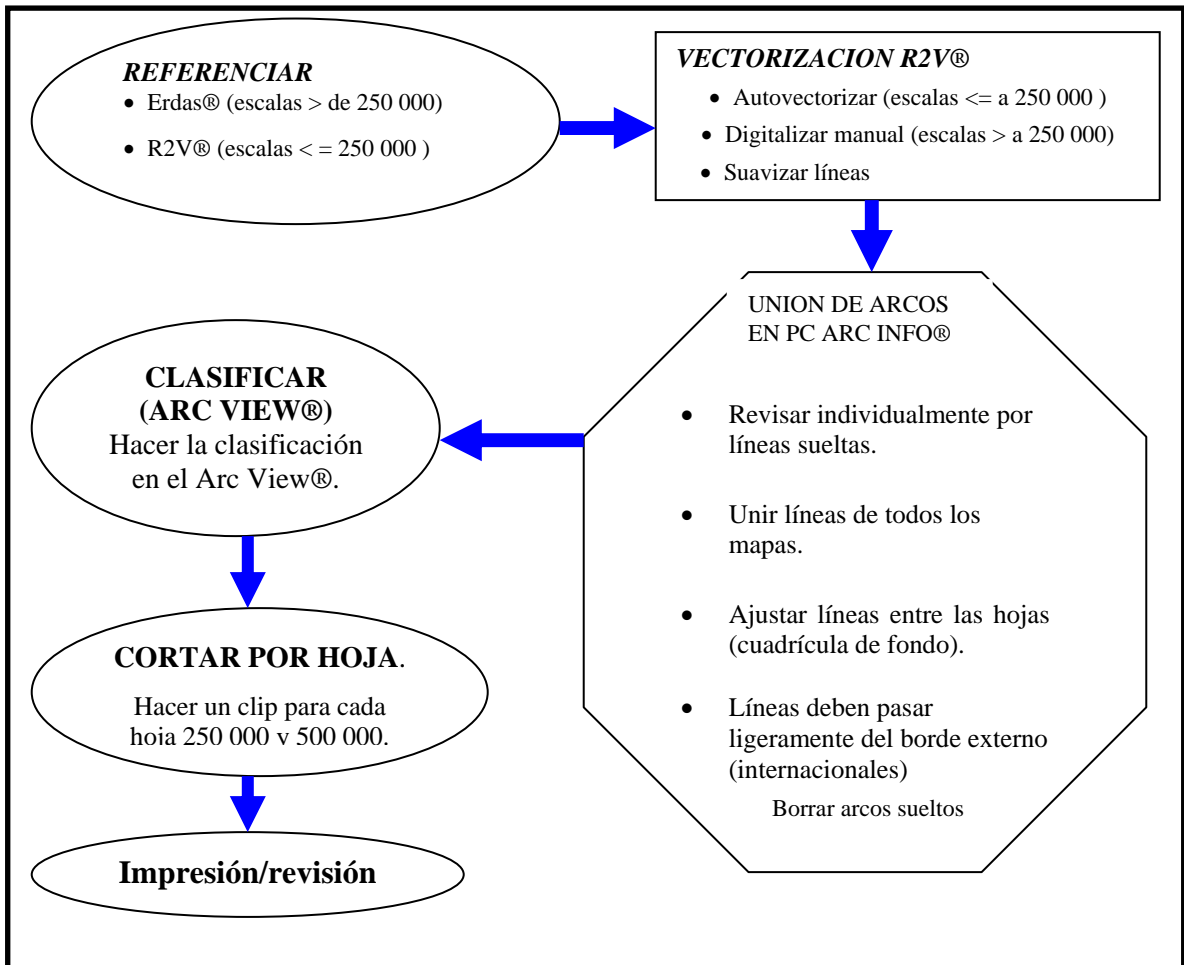 REFERENCIAR
• Erdas® (escalas > de 250 000)
• R2V® (escalas < = 250 000 )
VECTORIZACION R2V®
• Autovectorizar (escalas <= a 250 000 )
• Digitalizar manual (escalas > a 250 000)
• Suavizar líneas
UNION DE ARCOS
EN PC ARC INFO®
• Revisar individualmente por
líneas sueltas.
• Unir líneas de todos los
mapas.
• Ajustar líneas entre las hojas
(cuadrícula de fondo).
• Líneas deben pasar
ligeramente del borde externo
(internacionales)
Borrar arcos sueltos
CLASIFICAR
(ARC VIEW®)
Hacer la clasificación
en el Arc View®.
CORTAR POR HOJA.
Hacer un clip para cada
hoja 250 000 y 500 000.
Impresión/revisión